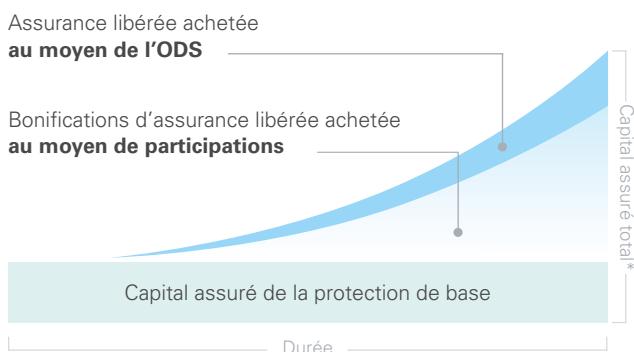 Assurance libérée achetée
au moyen de l’ODS
Bonifications d’assurance libérée achetée
au moyen de participations
Capital assuré total*
Capital assuré de la protection de base
Durée